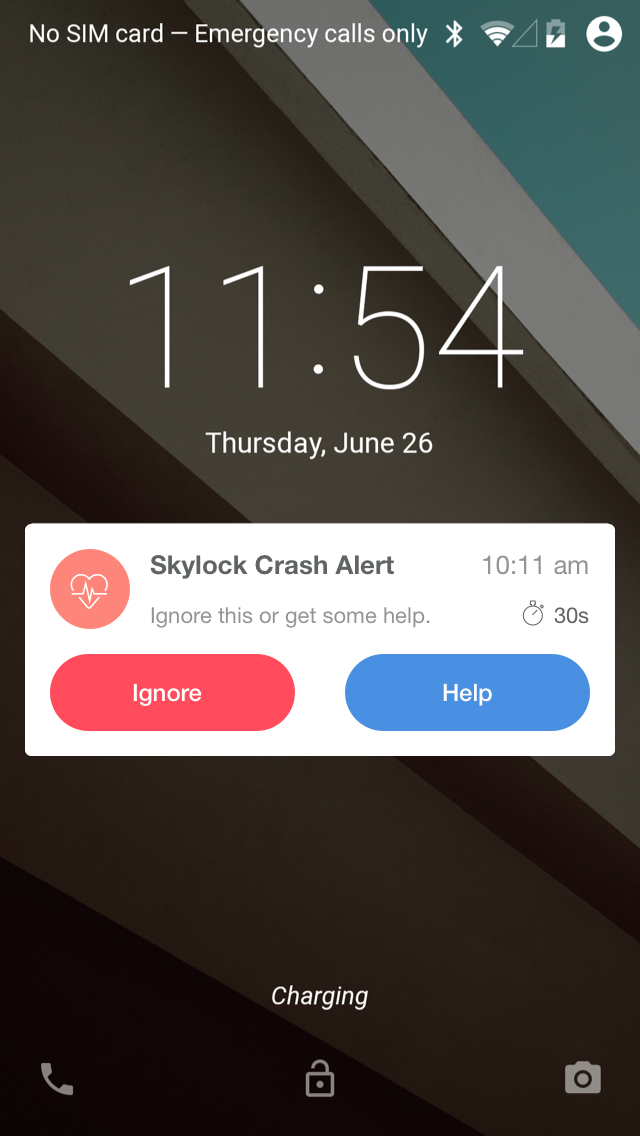 No SIM card — Emergency calls only
11:54
Thursday, June 26
Skylock Crash Alert 10:11 am
Ignore this or get some help. 30s
Ignore Help
Charging